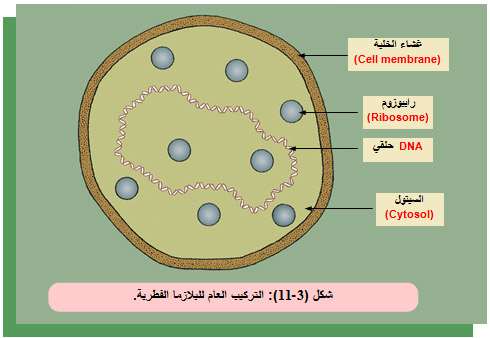 غشاء الخلية
(Cell membrane)
رايبوزوم
(Ribosome)
DNA حلقي
السيتول
(Cytosol)
شكل (3-11): التركيب العام للبلازما الفطرية.